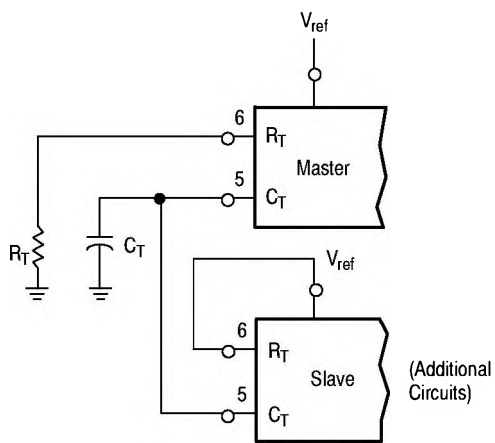 Vref
6
RT
Master
5
CT
RT
CT
Vref
6
RT
Slave
(Additional
Circuits)
5
CT